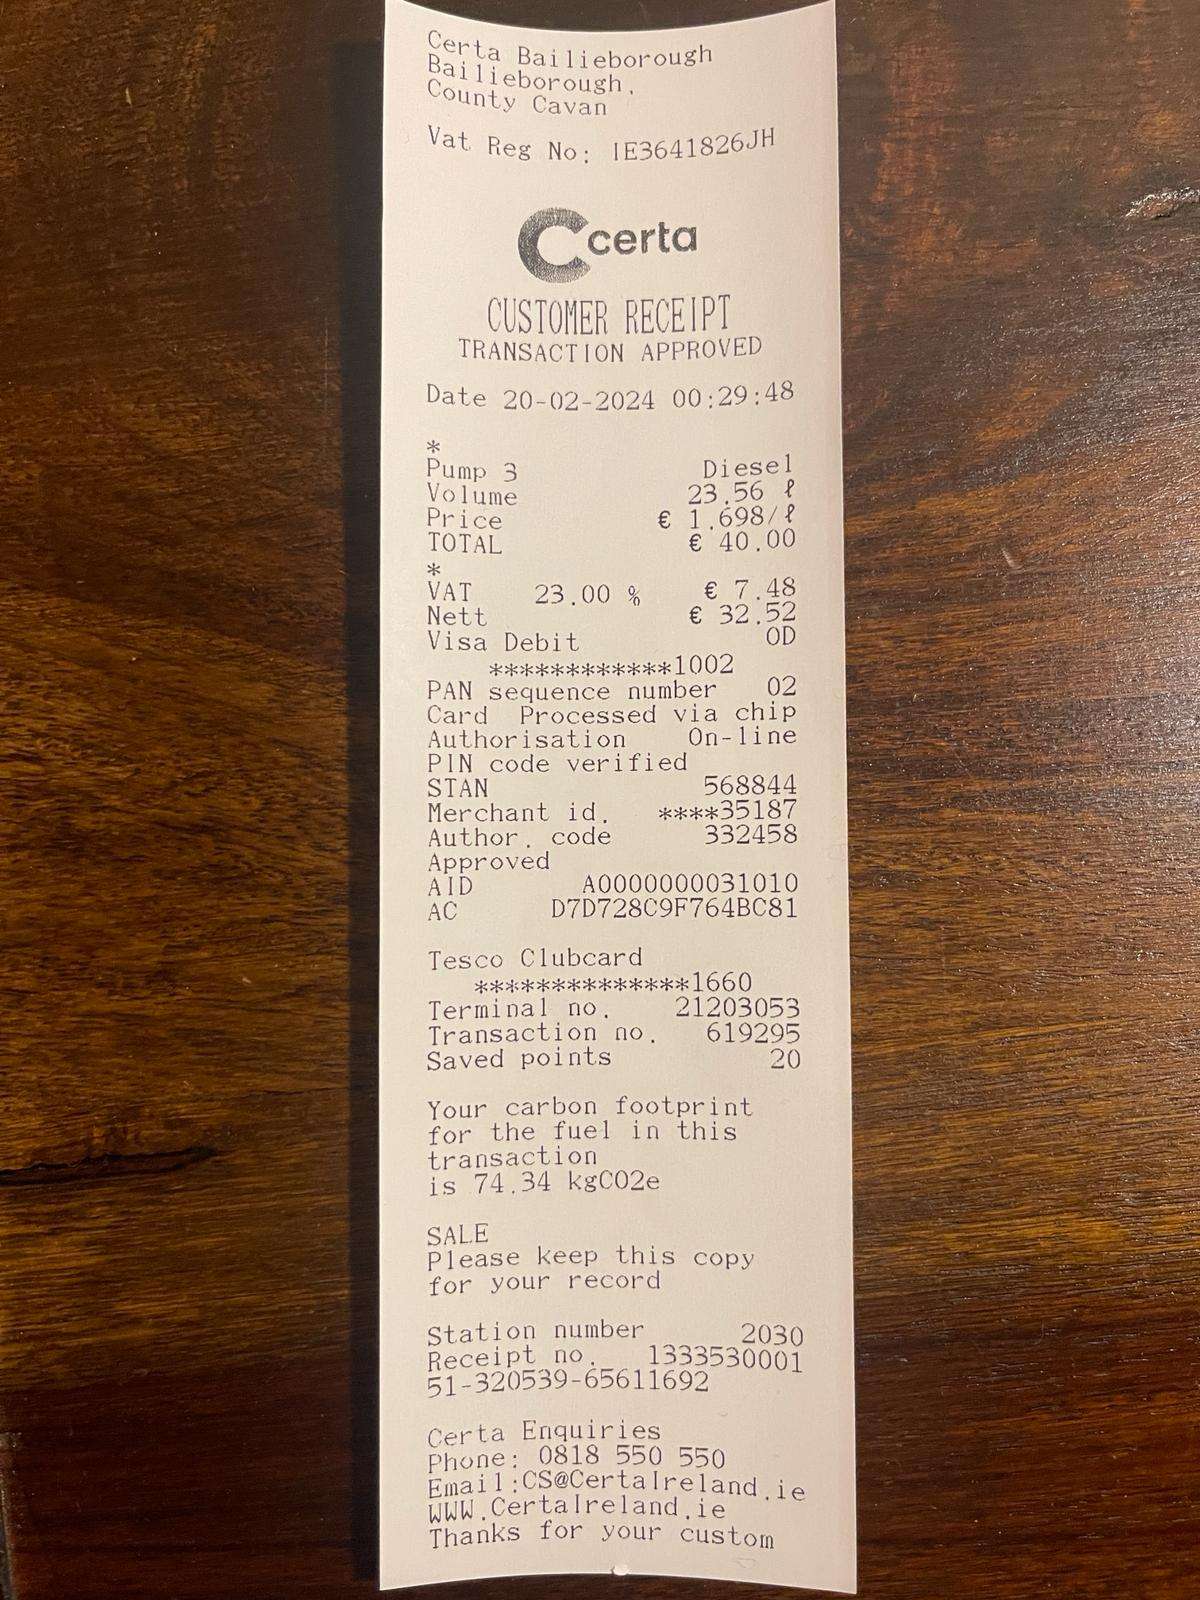 Certa Bailieborough
Bailieborough,
County Cavan
Vat Reg No: IE3641826JH
certa
CUSTOMER RECEIPT
TRANSACTION APPROVED
Date 20-02-2024 00:29:48
*
Pump 3 Diesel
Volume 23.56 ℓ
Price € 1.698/ℓ
TOTAL € 40.00
*
VAT 23.00 % € 7.48
Nett € 32.52
Visa Debit OD
************1002
PAN sequence number 02
Card Processed via chip
Authorisation On-line
PIN code verified
STAN 568844
Merchant id. ****35187
Author. code 332458
Approved
AID A0000000031010
AC D7D728C9F764BC81
Tesco Clubcard
**************1660
Terminal no. 21203053
Transaction no. 619295
Saved points 20
Your carbon footprint
for the fuel in this
transaction
is 74.34 kgCO2e
SALE
Please keep this copy
for your record
Station number 2030
Receipt no. 1333530001
51-320539-65611692
Certa Enquiries
Phone: 0818 550 550
Email:CS@CertaIreland.ie
WWW.CertaIreland.ie
Thanks for your custom